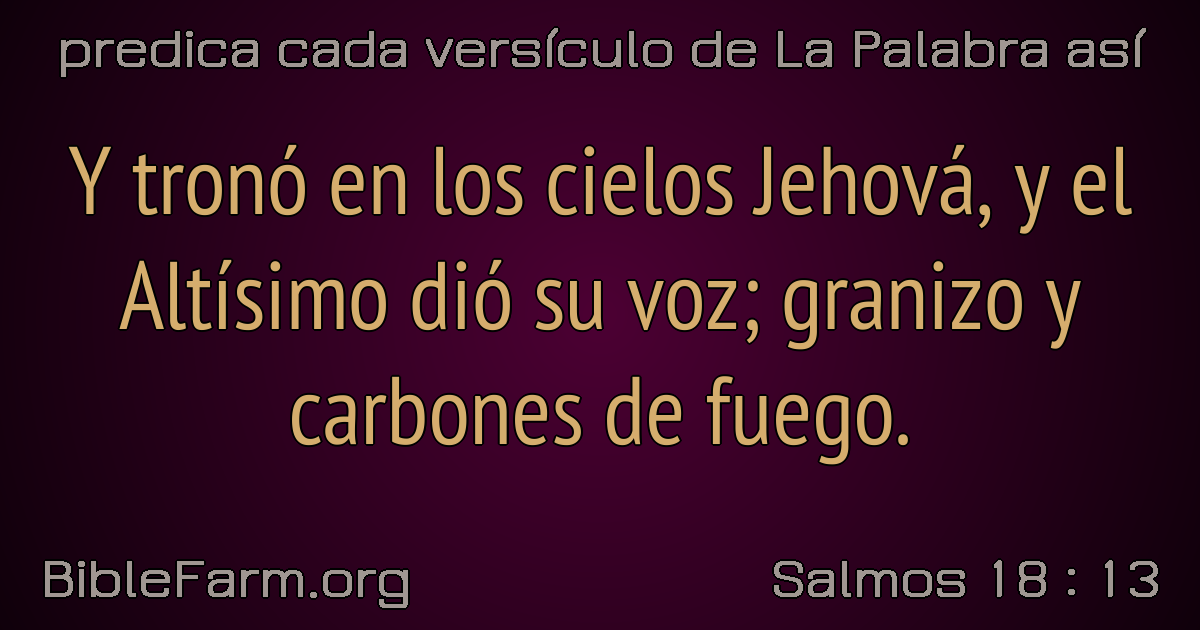 predica cada versículo de La Palabra así
Y tronó en los cielos Jehová, y el
Altísimo dió su voz; granizo y
carbones de fuego.
BibleFarm.org
Salmos 18 : 13